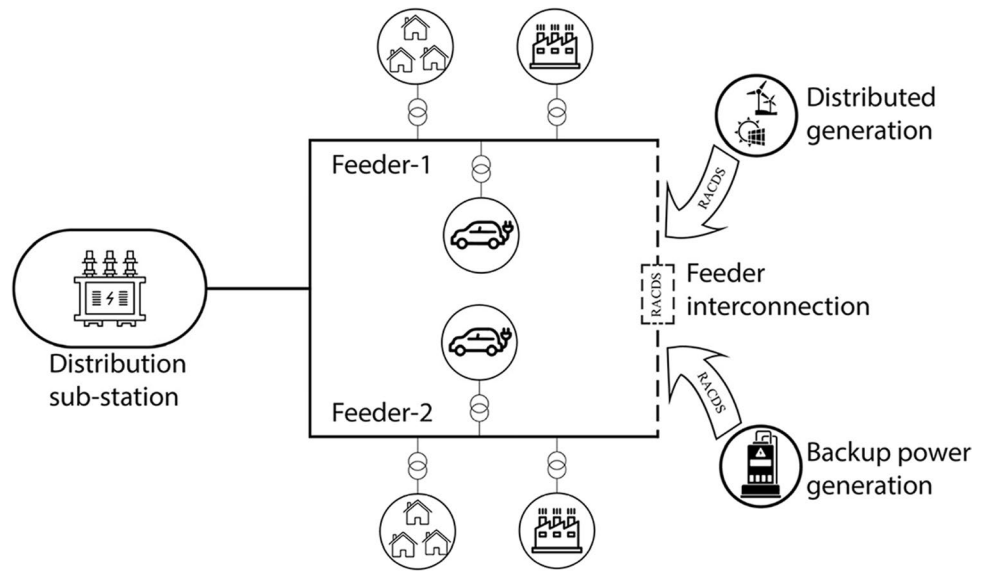 Distributed
generation
Feeder-1
RACDS
Feeder
interconnection
RACDS
Distribution
sub-station
Feeder-2
RACDS
Backup power
generation